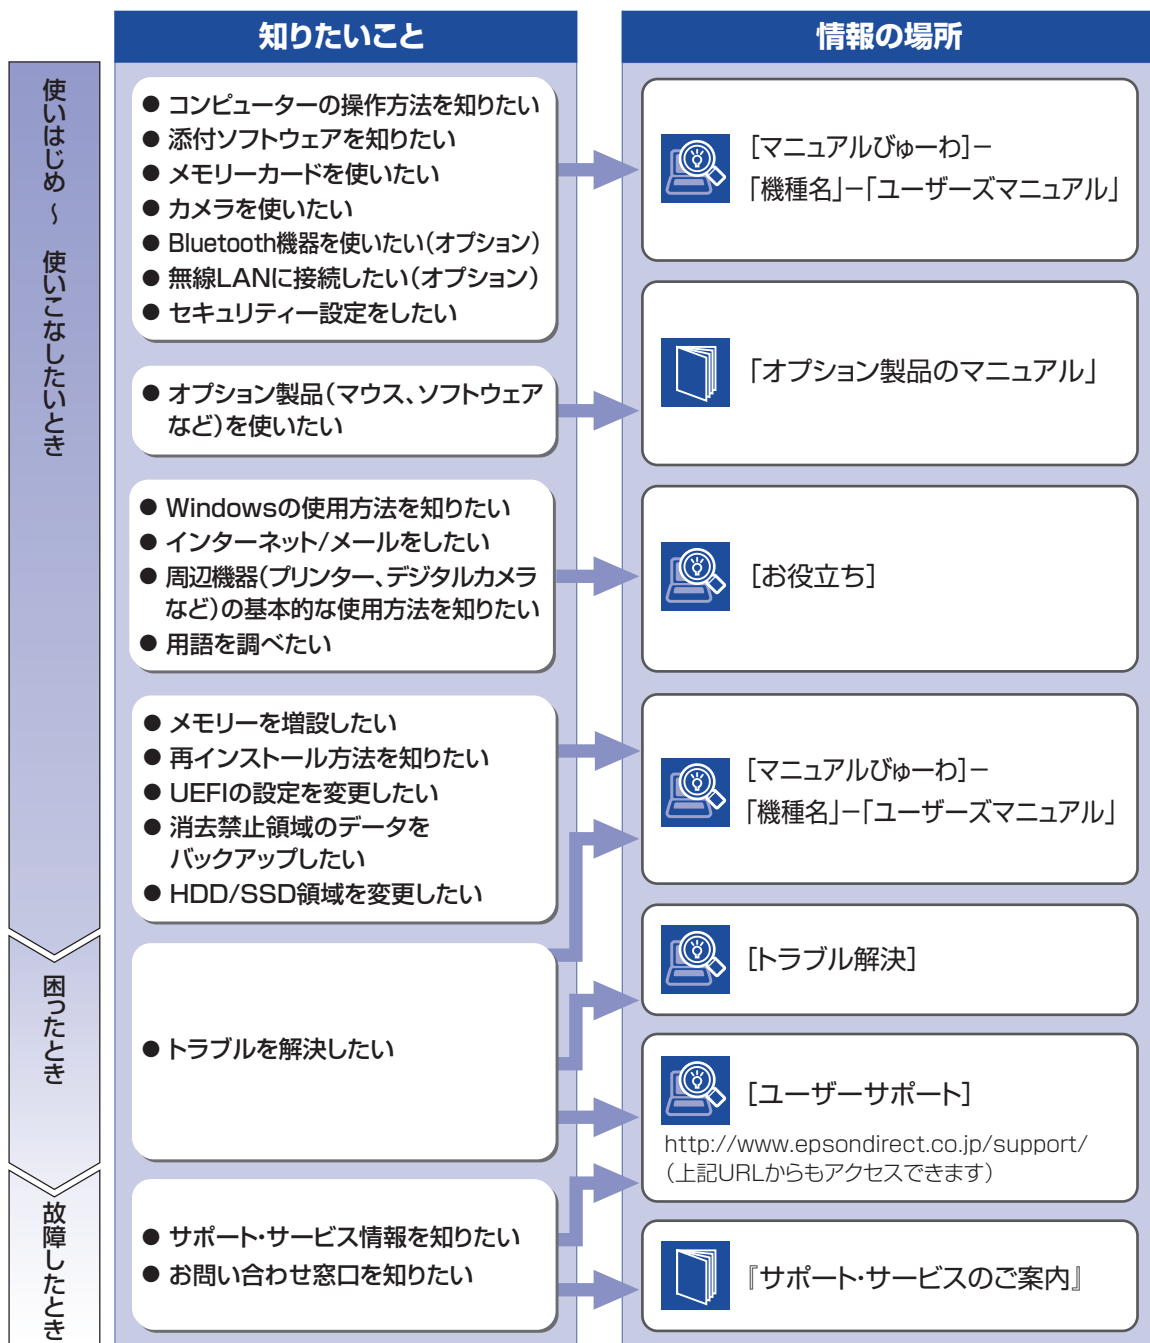 知りたいこと
情報の場所
使いはじめ ~ 使いこなしたいとき
● コンピューターの操作方法を知りたい
● 添付ソフトウェアを知りたい
● メモリーカードを使いたい
● カメラを使いたい
● Bluetooth機器を使いたい(オプション)
● 無線LANに接続したい(オプション)
● セキュリティー設定をしたい
[マニュアルびゅーわ]−
「機種名」−「ユーザーズマニュアル」
● オプション製品(マウス、ソフトウェア
など)を使いたい
「オプション製品のマニュアル」
● Windowsの使用方法を知りたい
● インターネット/メールをしたい
● 周辺機器(プリンター、デジタルカメラ
など)の基本的な使用方法を知りたい
● 用語を調べたい
[お役立ち]
● メモリーを増設したい
● 再インストール方法を知りたい
● UEFIの設定を変更したい
● 消去禁止領域のデータを
バックアップしたい
● HDD/SSD領域を変更したい
[マニュアルびゅーわ]−
「機種名」−「ユーザーズマニュアル」
困ったとき
● トラブルを解決したい
[トラブル解決]
[ユーザーサポート]
http://www.epsondirect.co.jp/support/
(上記URLからもアクセスできます)
故障したとき
● サポート・サービス情報を知りたい
● お問い合わせ窓口を知りたい
『サポート・サービスのご案内』